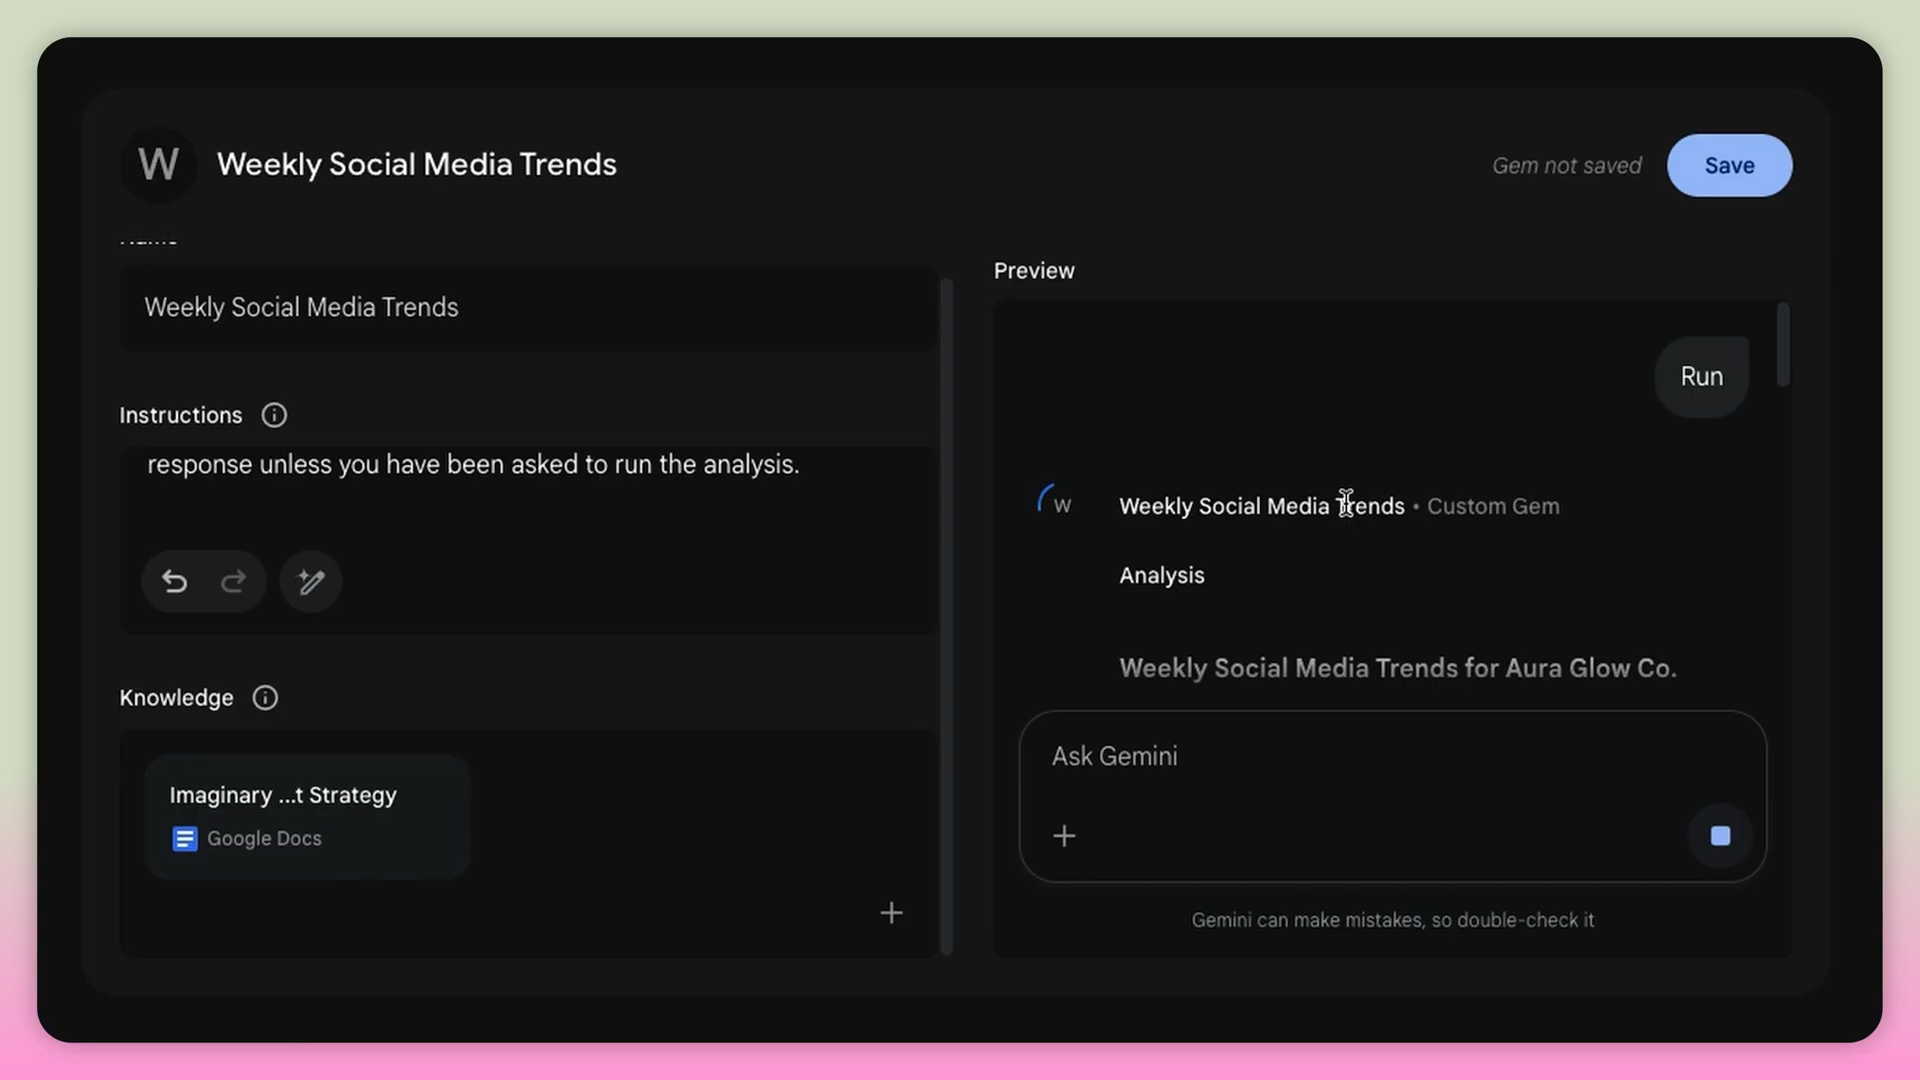 W
Weekly Social Media Trends
Gem not saved
Save
Weekly Social Media Trends
Instructions
response unless you have been asked to run the analysis.
Knowledge
Imaginary ...t Strategy
Google Docs
Preview
Run
W
Weekly Social Media Trends • Custom Gem
Analysis
Weekly Social Media Trends for Aura Glow Co.
Ask Gemini
Gemini can make mistakes, so double-check it